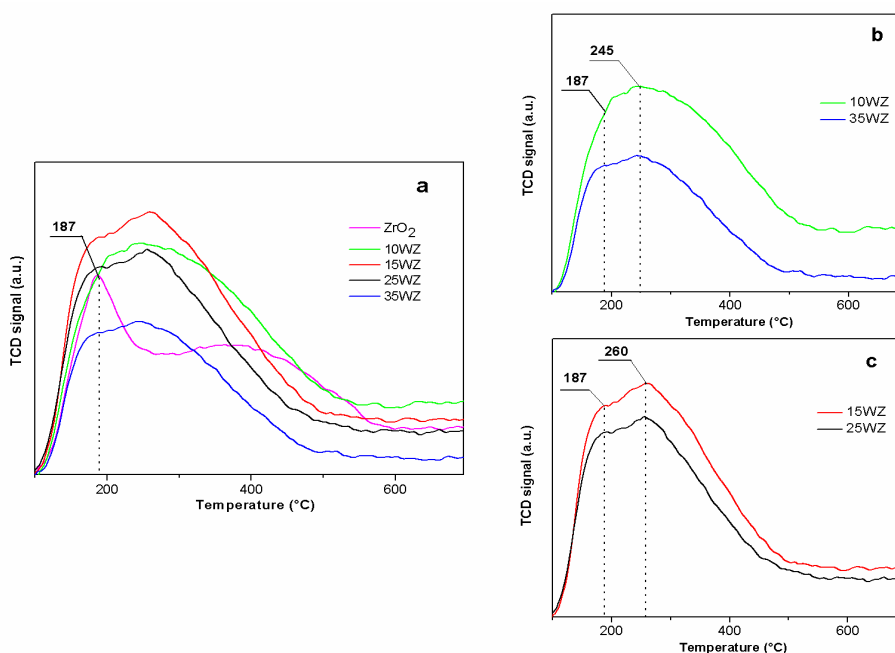 a
187
ZrO₂
10WZ
15WZ
25WZ
35WZ
TCD signal (a.u.)
200
400
600
Temperature (°C)
b
245
187
10WZ
35WZ
TCD signal (a.u.)
200
400
600
Temperature (°C)
c
260
187
15WZ
25WZ
TCD signal (a.u.)
200
400
600
Temperature (°C)